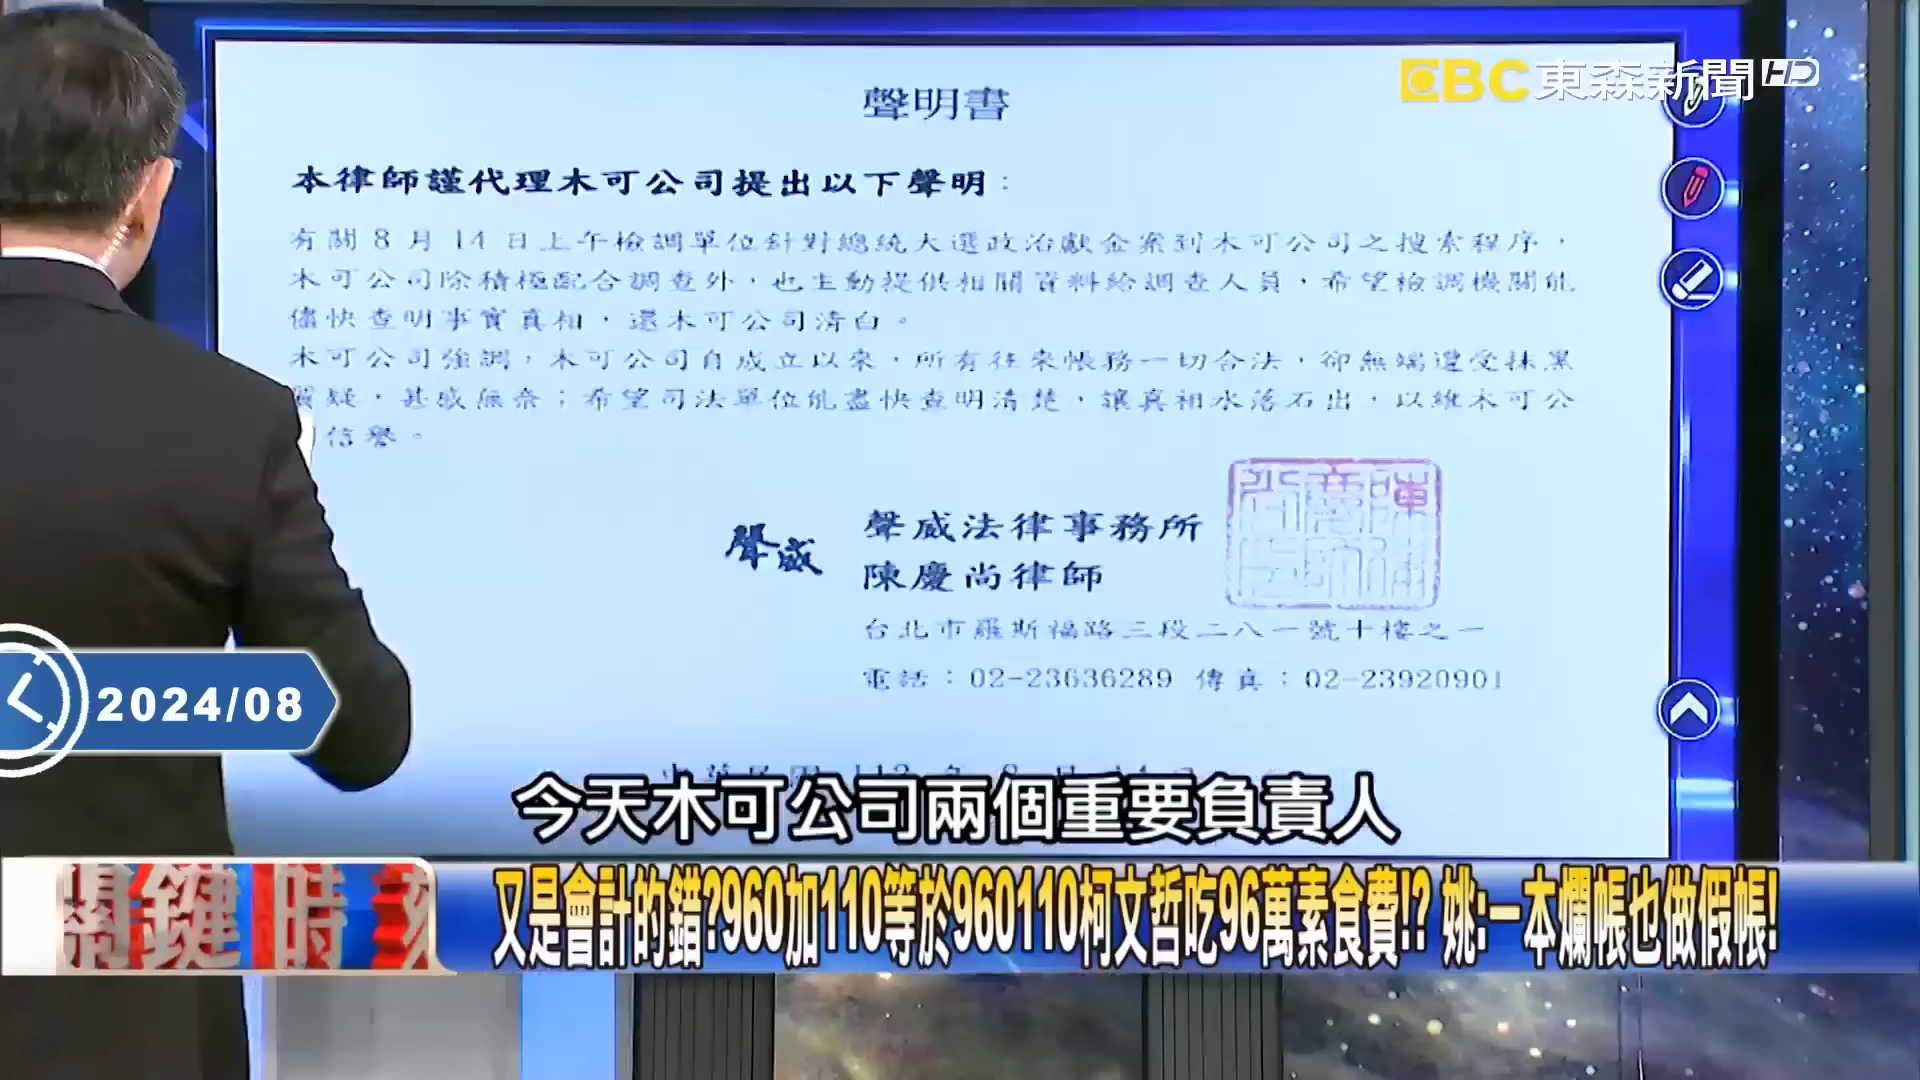 EBC 東森新聞 HD
聲明書
本律師謹代理木可公司提出以下聲明：
有關 8 月 14 日上午檢調單位針對總統大選政治獻金案到木可公司之搜索程序，
木可公司除積極配合調查外，也主動提供相關資料給調查人員，希望檢調機關能
儘快查明事實真相，還木可公司清白。
木可公司強調，木可公司自成立以來，所有往來帳務一切合法，卻無端遭受抹黑
質疑，甚感無奈；希望司法單位能盡快查明清楚，讓真相水落石出，以維木可公
信譽。
聲威
聲威法律事務所
陳慶尚律師
台北市羅斯福路三段二八一號十樓之一
電話：02-23636289 傳真：02-23920901
2024/08
今天木可公司兩個重要負責人
關鍵時刻
又是會計的錯?960加110等於960110柯文哲吃96萬素食費!? 姚:一本爛帳也做假帳!